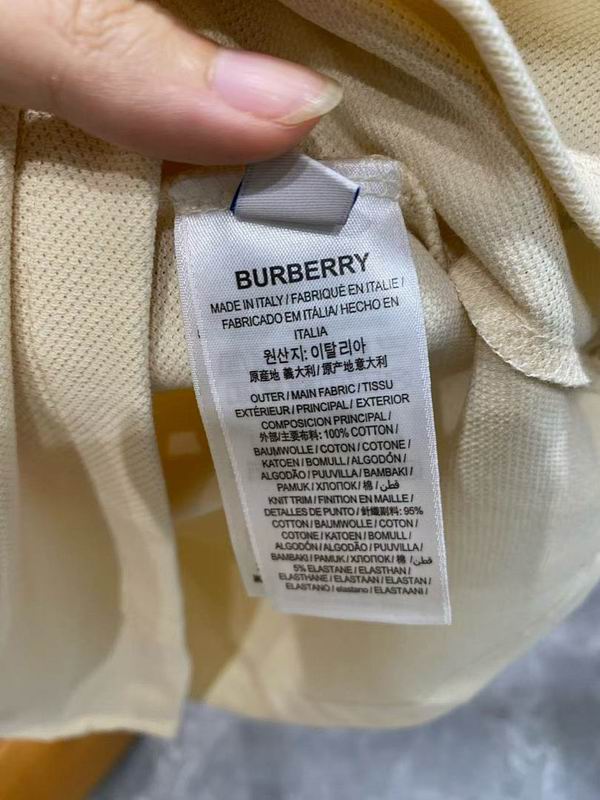 BURBERRY
MADE IN ITALY / FABRIQUÉ EN ITALIE /
FABRICADO EM ITÁLIA/ HECHO EN
ITALIA
원산지: 이탈리아
原産地 義大利 / 原产地 意大利
OUTER / MAIN FABRIC / TISSU
EXTÉRIEUR / PRINCIPAL / EXTERIOR
COMPOSICION PRINCIPAL /
外部/主要布料: 100% COTTON /
BAUMWOLLE / COTON / COTONE /
KATOEN / BOMULL / ALGODÓN /
ALGODÃO / PUUVILLA / BAMBAKI /
PAMUK / ХЛОПОК / 棉 / قطن /
KNIT TRIM / FINITION EN MAILLE /
DETALLES DE PUNTO / 針織副料: 95%
COTTON / BAUMWOLLE / COTON /
COTONE / KATOEN / BOMULL /
ALGODÓN / ALGODÃO / PUUVILLA /
BAMBAKI / PAMUK / ХЛОПОК / 棉 / قطن /
5% ELASTANE / ELASTHAN /
ELASTHANE / ELASTAAN / ELASTAN /
ELASTANO / elastano / ELASTAANI /